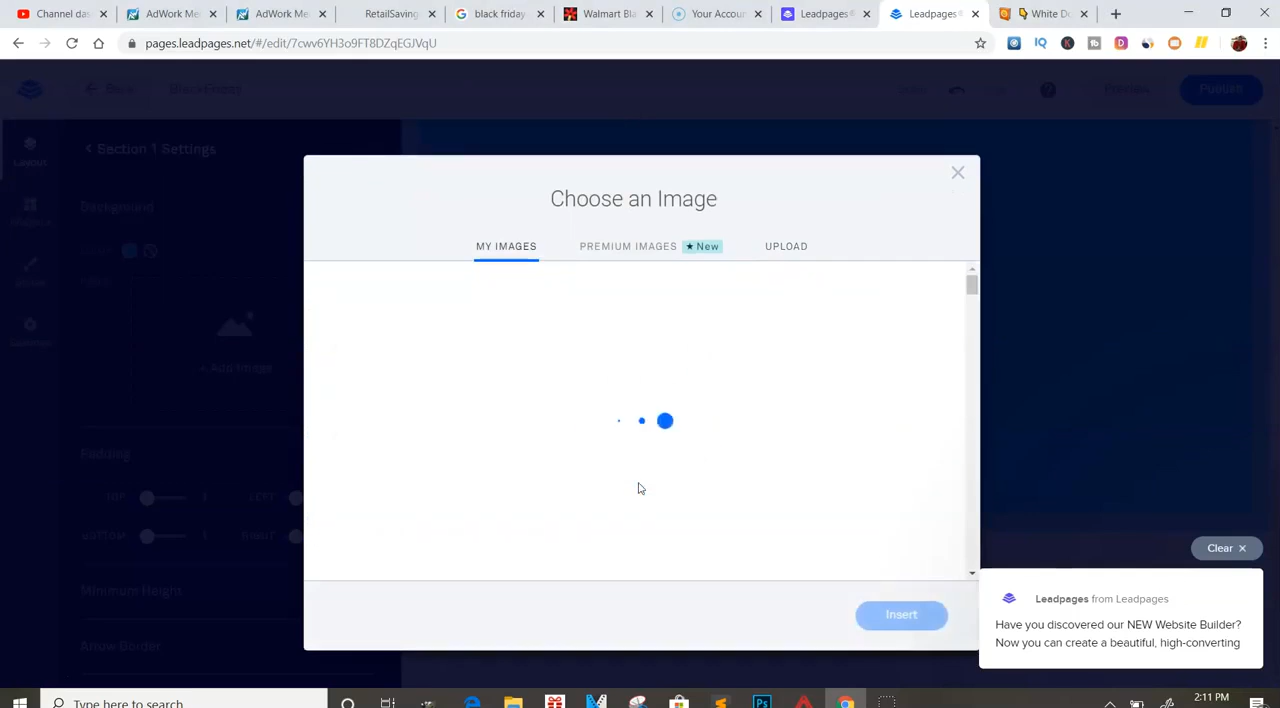 Channel das
AdWork Me
AdWork Me
RetailSaving
black friday
Walmart Bla
Your Accou
Leadpages®
Leadpages®
White Do
pages.leadpages.net/#/edit/7cwv6YH3o9FT8DZqEGJVqU
Back
Black Friday
Preview
Publish
Layout
Section 1 Settings
Background
+ Add Image
Padding
TOP
LEFT
BOTTOM
RIGHT
Minimum Height
Arrow Border
Choose an Image
MY IMAGES
PREMIUM IMAGES ★ New
UPLOAD
Insert
Clear ✕
Leadpages from Leadpages
Have you discovered our NEW Website Builder?
Now you can create a beautiful, high-converting
Type here to search
2:11 PM